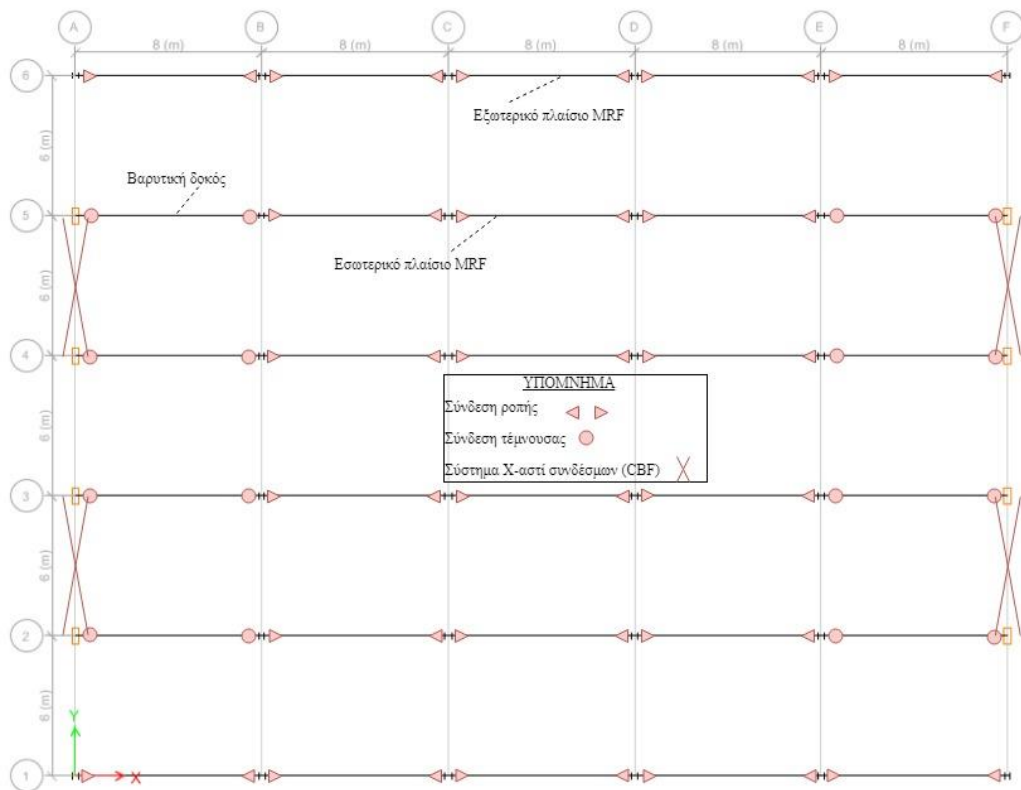 A B C D E F
8 (m) 8 (m) 8 (m) 8 (m) 8 (m)
6
Εξωτερικό πλαίσιο MRF
6 (m)
Βαρυτική δοκός
5
Εσωτερικό πλαίσιο MRF
6 (m)
4
ΥΠΟΜΝΗΜΑ
Σύνδεση ροπής
6 (m)
Σύνδεση τέμνουσας
Σύστημα Χ-αστί συνδέσμων (CBF)
3
6 (m)
2
6 (m)
Y
1
X